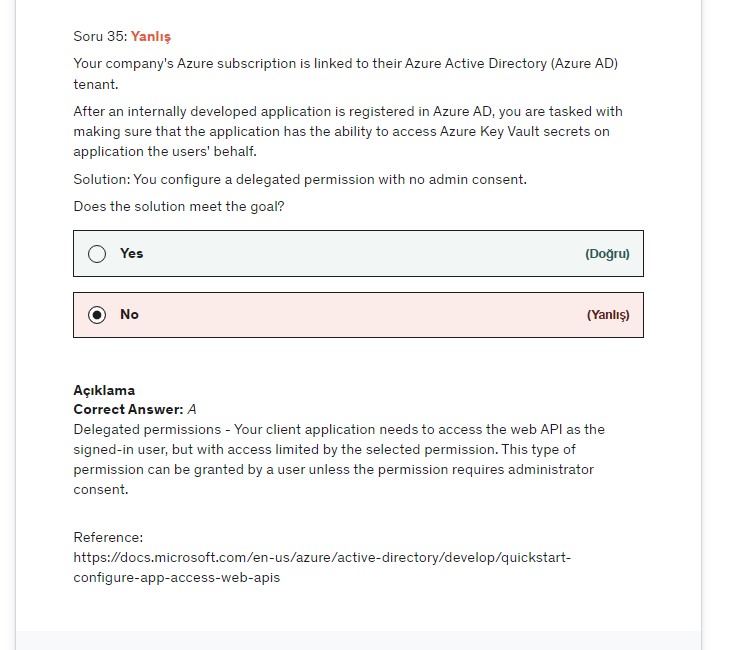 Soru 35: Yanlış
Your company's Azure subscription is linked to their Azure Active Directory (Azure AD)
tenant.
After an internally developed application is registered in Azure AD, you are tasked with
making sure that the application has the ability to access Azure Key Vault secrets on
application the users' behalf.
Solution: You configure a delegated permission with no admin consent.
Does the solution meet the goal?
Yes (Doğru)
No (Yanlış)
Açıklama
Correct Answer: A
Delegated permissions - Your client application needs to access the web API as the
signed-in user, but with access limited by the selected permission. This type of
permission can be granted by a user unless the permission requires administrator
consent.
Reference:
https://docs.microsoft.com/en-us/azure/active-directory/develop/quickstart-
configure-app-access-web-apis